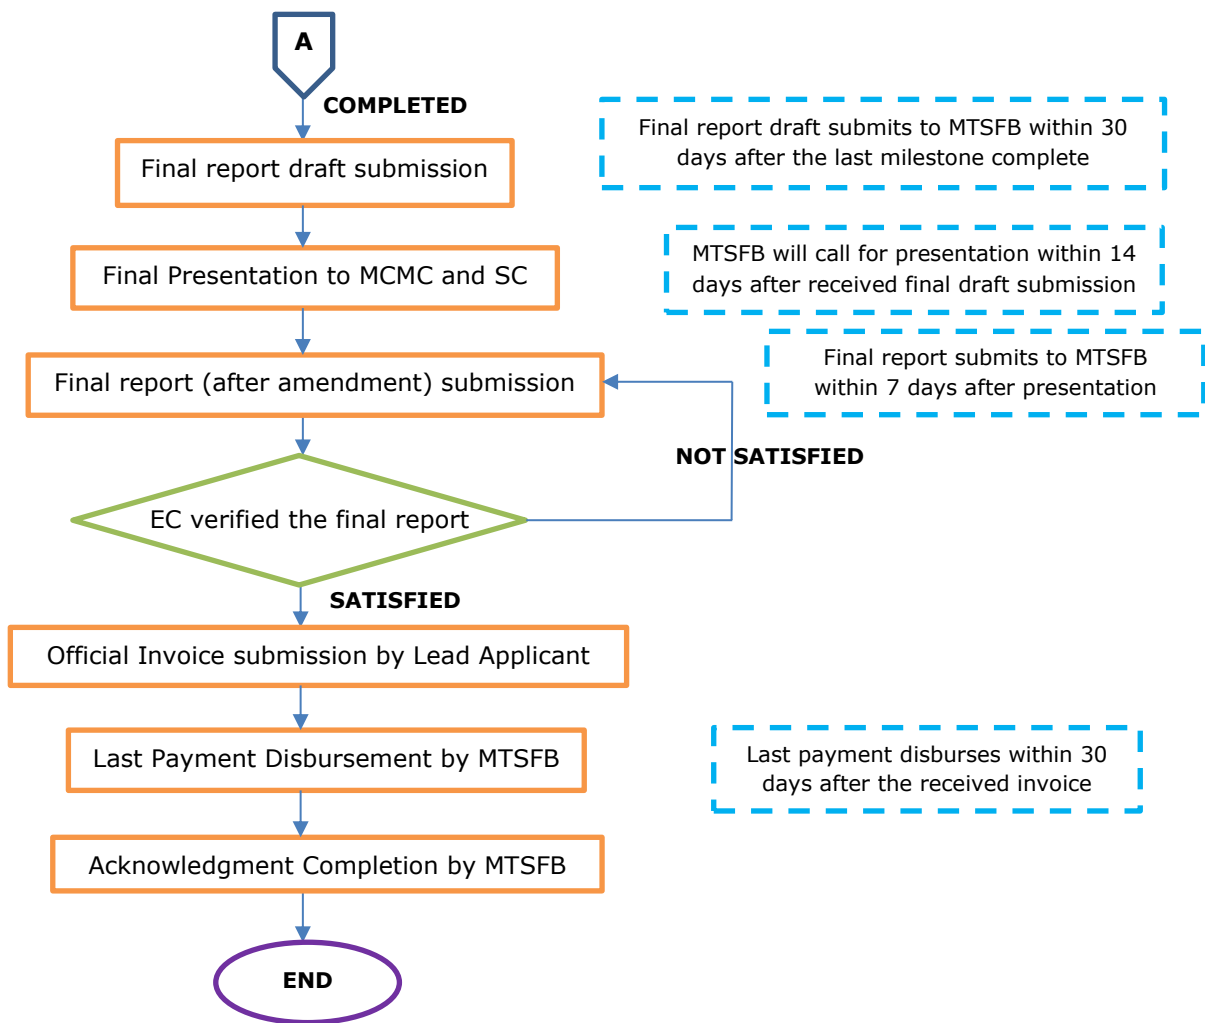 A
COMPLETED
Final report draft submission
Final report draft submits to MTSFB within 30
days after the last milestone complete
Final Presentation to MCMC and SC
MTSFB will call for presentation within 14
days after received final draft submission
Final report (after amendment) submission
Final report submits to MTSFB
within 7 days after presentation
NOT SATISFIED
EC verified the final report
SATISFIED
Official Invoice submission by Lead Applicant
Last Payment Disbursement by MTSFB
Last payment disburses within 30
days after the received invoice
Acknowledgment Completion by MTSFB
END